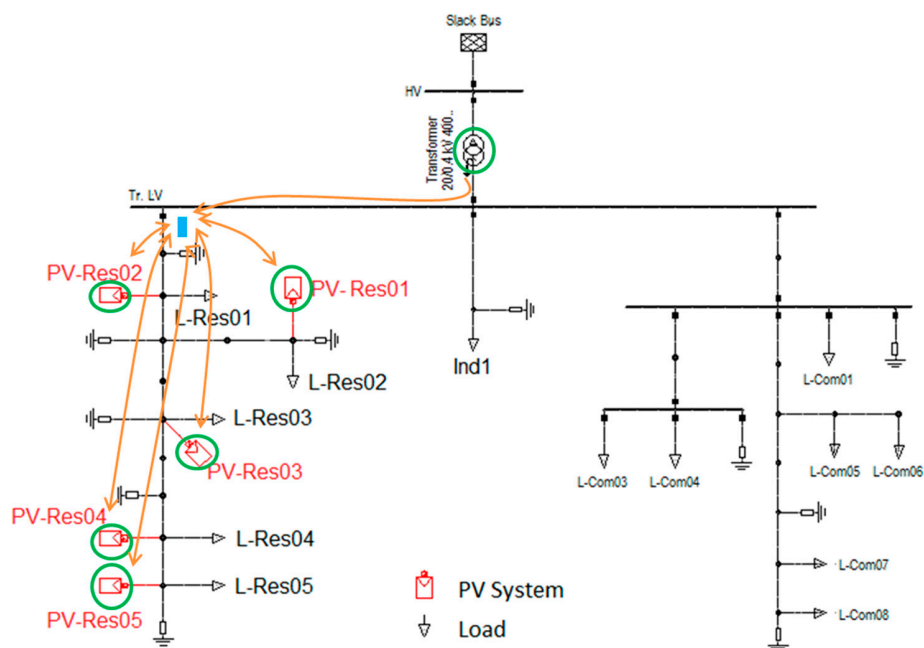 Slack Bus
HV
Transformer
20/0.4 kV 400..
Tr. LV
PV-Res02
PV- Res01
L-Res01
L-Res02
Ind1
L-Com01
L-Res03
PV-Res03
L-Com03
L-Com04
L-Com05
L-Com06
PV-Res04
L-Res04
L-Res05
PV-Res05
PV System
Load
L-Com07
L-Com08